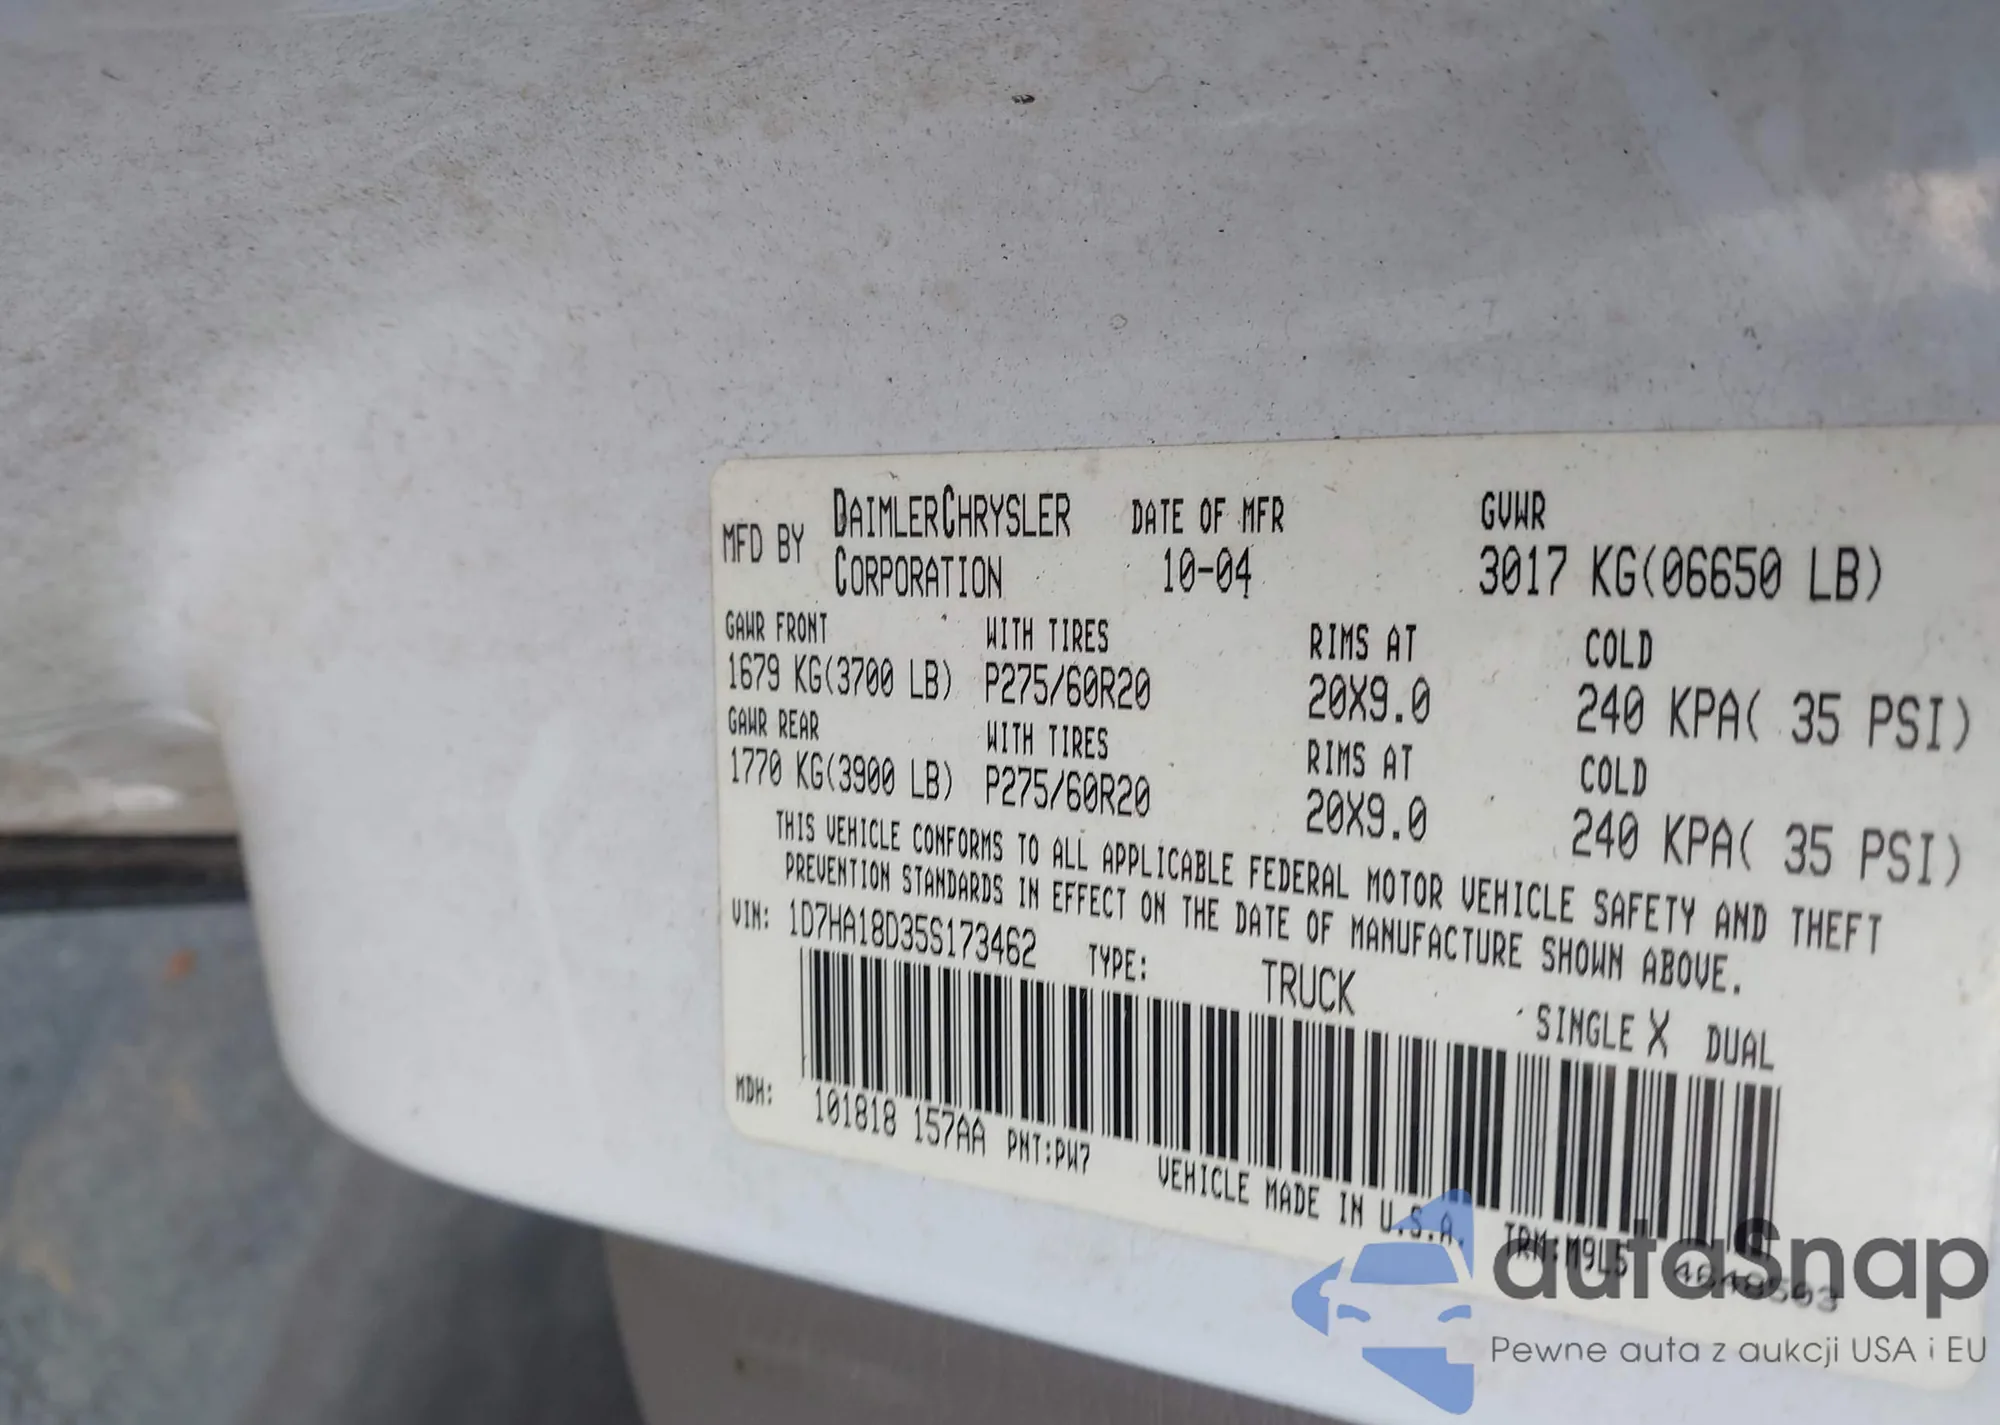 MFD BY DAIMLERCHRYSLER CORPORATION DATE OF MFR 10-04 GVWR 3017 KG(06650 LB)
GAWR FRONT WITH TIRES RIMS AT COLD
1679 KG(3700 LB) P275/60R20 20X9.0 240 KPA( 35 PSI)
GAWR REAR WITH TIRES RIMS AT COLD
1770 KG(3900 LB) P275/60R20 20X9.0 240 KPA( 35 PSI)
THIS VEHICLE CONFORMS TO ALL APPLICABLE FEDERAL MOTOR VEHICLE SAFETY AND THEFT
PREVENTION STANDARDS IN EFFECT ON THE DATE OF MANUFACTURE SHOWN ABOVE.
VIN: 1D7HA18D35S173462 TYPE: TRUCK SINGLE X DUAL
MDH: 101818 157AA PNT:PW7 VEHICLE MADE IN U.S.A. TRM:M9L5
autaSnap
Pewne auta z aukcji USA i EU